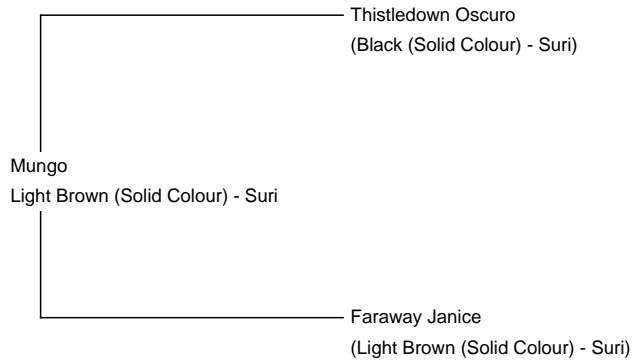 Thistledown Oscuro
(Black (Solid Colour) - Suri)
Mungo
Light Brown (Solid Colour) - Suri
Faraway Janice
(Light Brown (Solid Colour) - Suri)